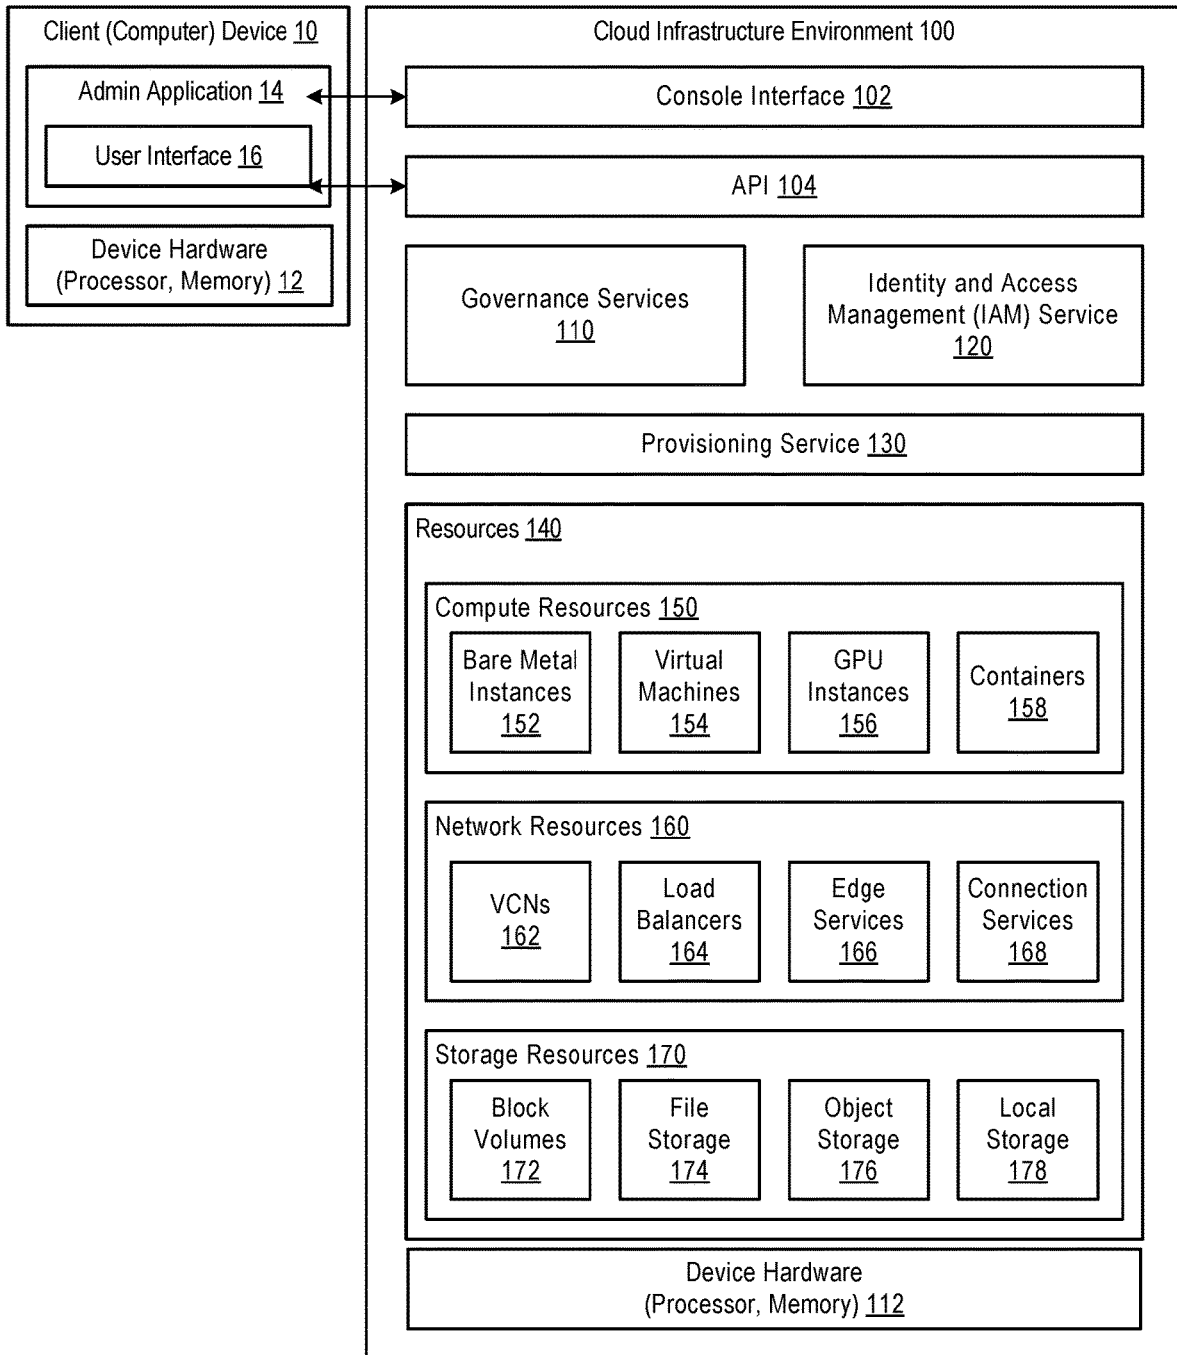 Client (Computer) Device 10
Admin Application 14
User Interface 16
Device Hardware
(Processor, Memory) 12
Cloud Infrastructure Environment 100
Console Interface 102
API 104
Governance Services
110
Identity and Access
Management (IAM) Service
120
Provisioning Service 130
Resources 140
Compute Resources 150
Bare Metal
Instances
152
Virtual
Machines
154
GPU
Instances
156
Containers
158
Network Resources 160
VCNs
162
Load
Balancers
164
Edge
Services
166
Connection
Services
168
Storage Resources 170
Block
Volumes
172
File
Storage
174
Object
Storage
176
Local
Storage
178
Device Hardware
(Processor, Memory) 112